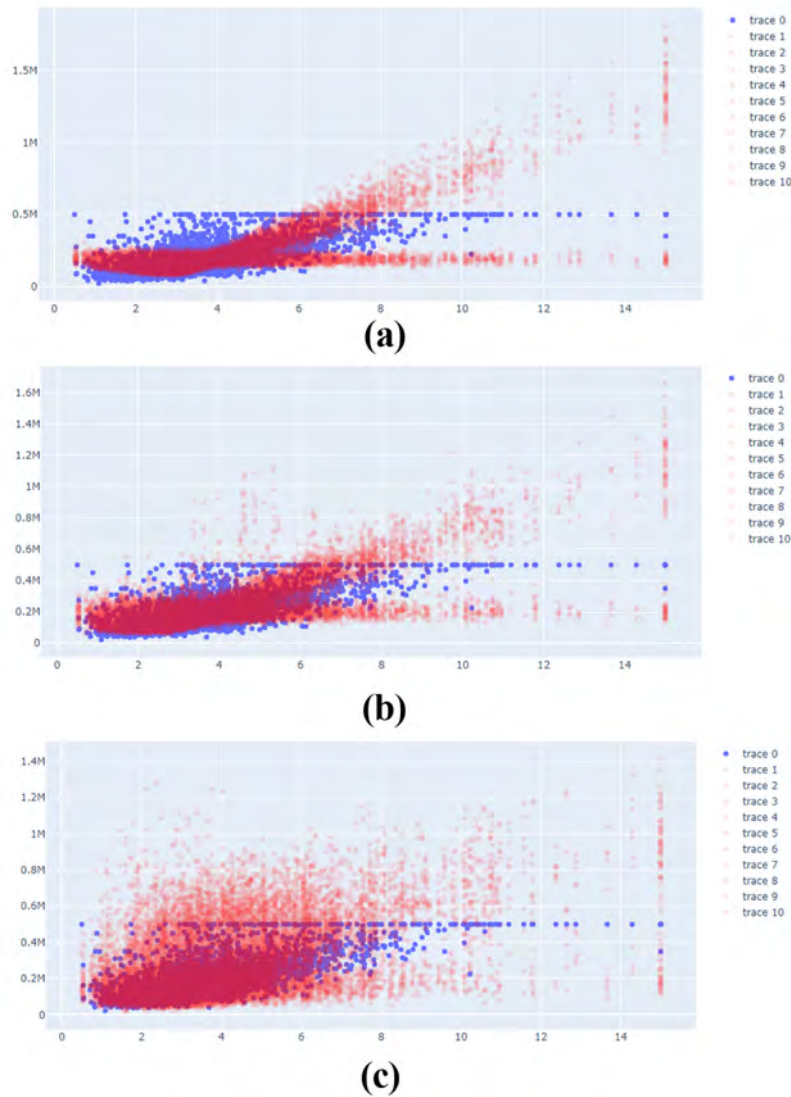 trace 0
trace 1
trace 2
trace 3
trace 4
trace 5
trace 6
trace 7
trace 8
trace 9
trace 10
1.5M
1M
0.5M
0
0 2 4 6 8 10 12 14
(a)
trace 0
trace 1
trace 2
trace 3
trace 4
trace 5
trace 6
trace 7
trace 8
trace 9
trace 10
1.6M
1.4M
1.2M
1M
0.8M
0.6M
0.4M
0.2M
0
0 2 4 6 8 10 12 14
(b)
trace 0
trace 1
trace 2
trace 3
trace 4
trace 5
trace 6
trace 7
trace 8
trace 9
trace 10
1.4M
1.2M
1M
0.8M
0.6M
0.4M
0.2M
0
0 2 4 6 8 10 12 14
(c)